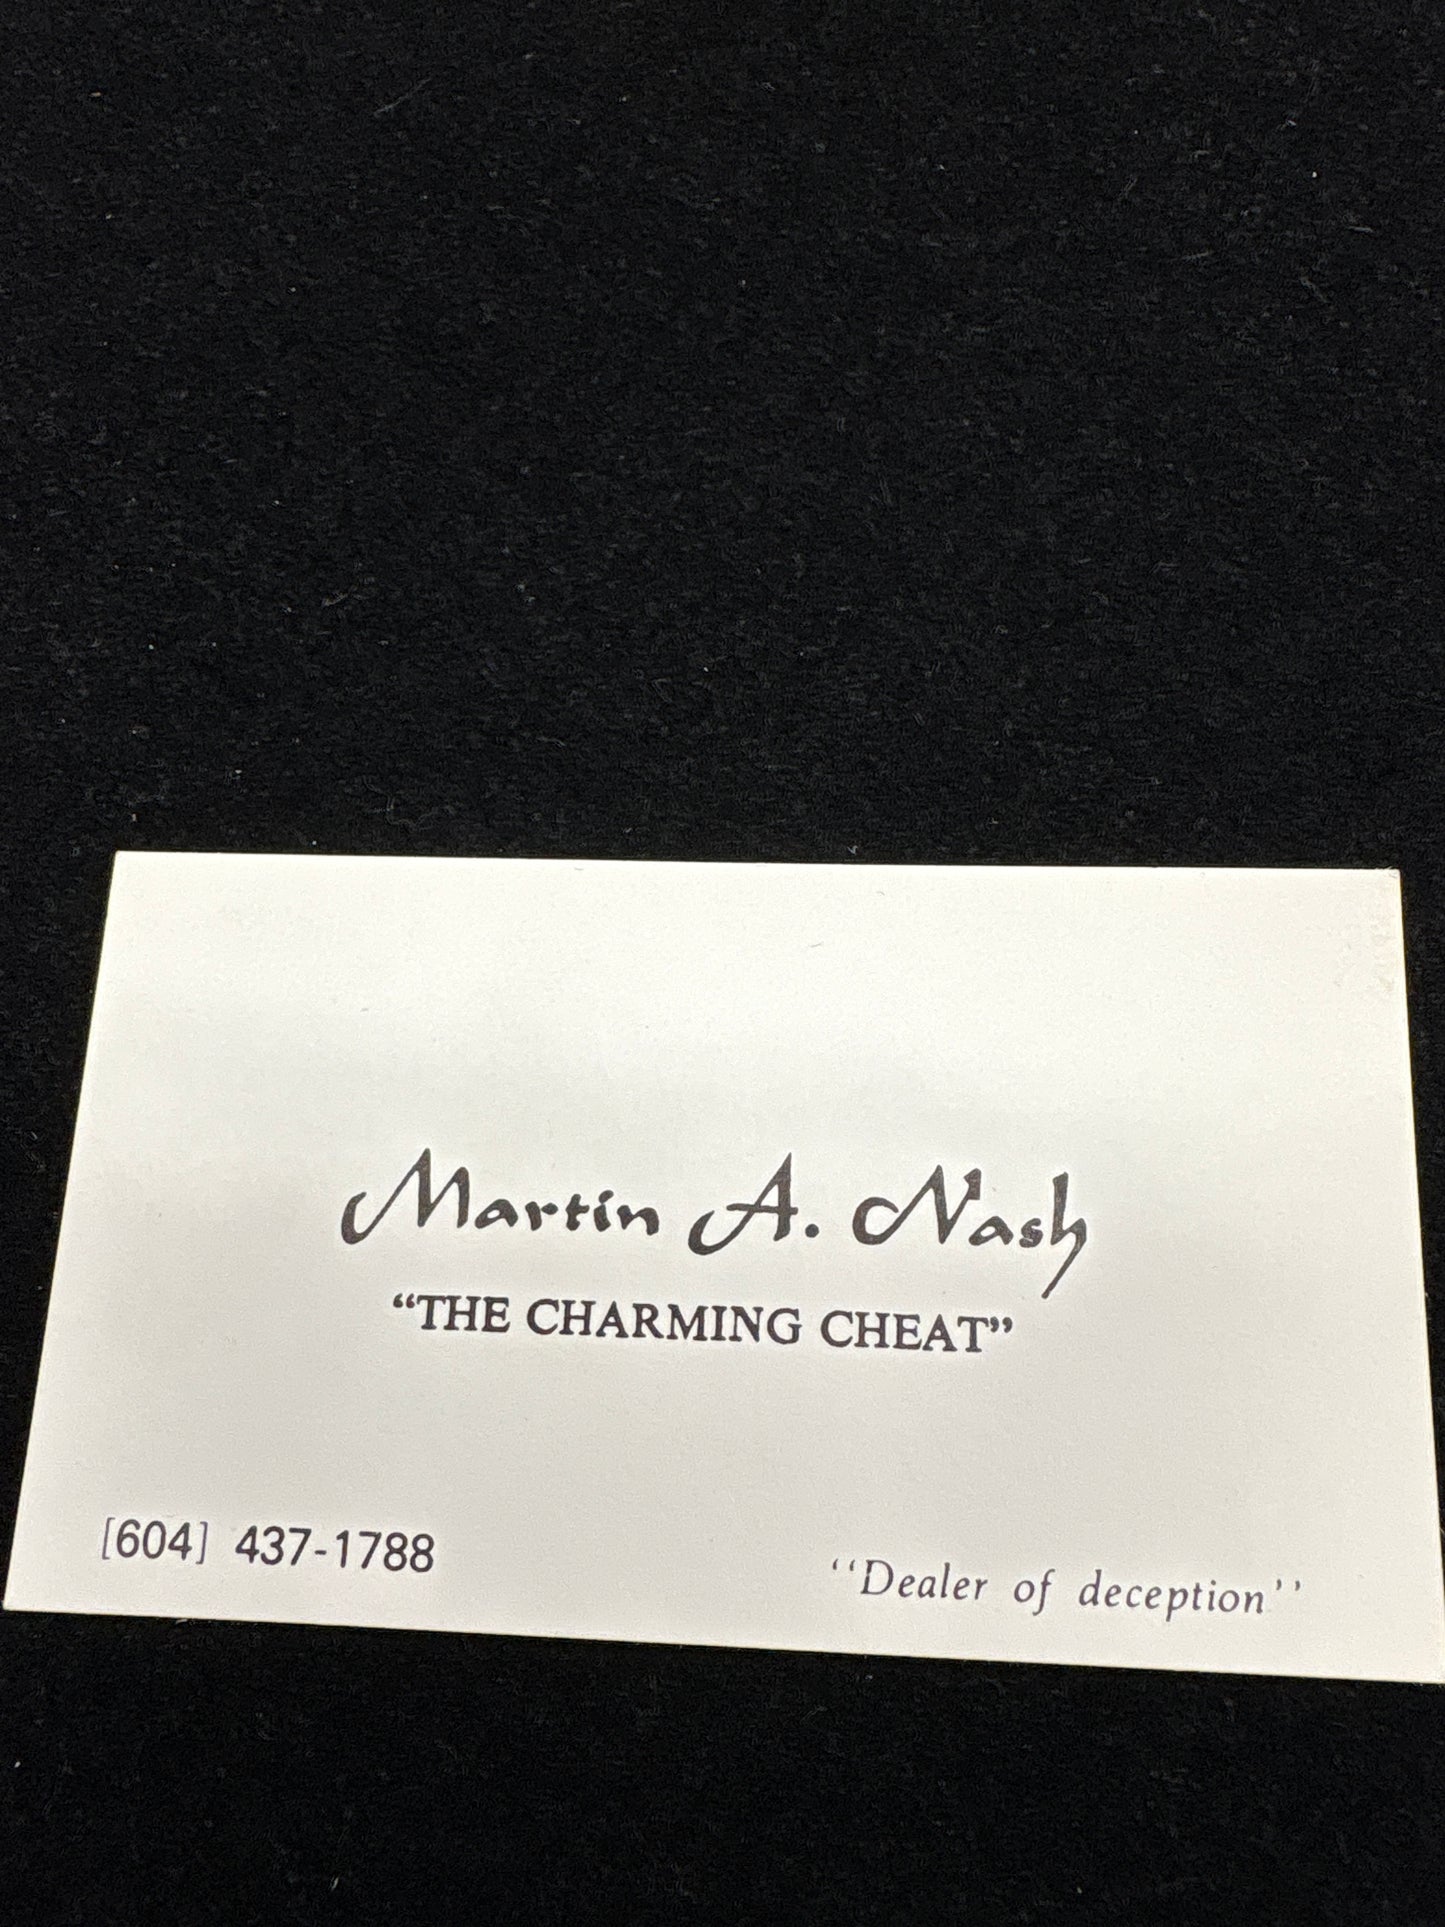 Martin A. Nash
“THE CHARMING CHEAT”
[604] 437-1788
‘‘Dealer of deception’’